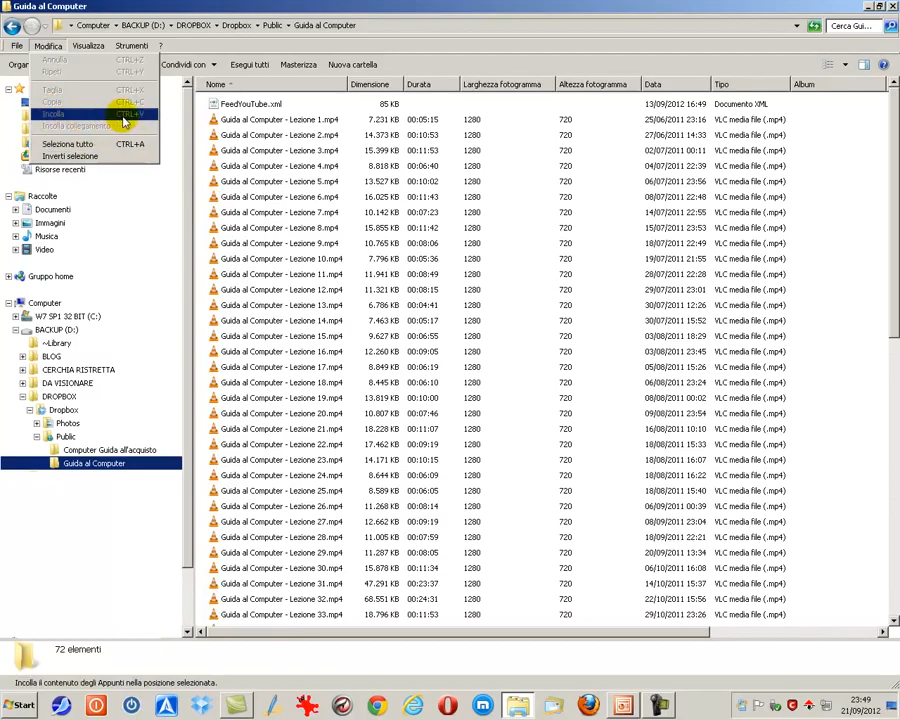 Guida al Computer
Computer BACKUP (D:) DROPBOX Dropbox Public Guida al Computer
Cerca Gui...
File Modifica Visualizza Strumenti ?
Organ
Condividi con Esegui tutti Masterizza Nuova cartella
Annulla CTRL+Z
Ripeti CTRL+Y
Taglia CTRL+X
Copia CTRL+C
Incolla CTRL+V
Incolla collegamento
Seleziona tutto CTRL+A
Inverti selezione
Risorse recenti
Raccolte
Documenti
Immagini
Musica
Video
Gruppo home
Computer
W7 SP1 32 BIT (C:)
BACKUP (D:)
~Library
BLOG
CERCHIA RISTRETTA
DA VISIONARE
DROPBOX
Dropbox
Photos
Public
Computer Guida all'acquisto
Guida al Computer
Nome Dimensione Durata Larghezza fotogramma Altezza fotogramma Data Tipo Album
FeedYouTube.xml 85 KB 13/09/2012 16:49 Documento XML
Guida al Computer - Lezione 1.mp4 7.231 KB 00:05:15 1280 720 25/06/2011 23:16 VLC media file (.mp4)
Guida al Computer - Lezione 2.mp4 14.373 KB 00:10:53 1280 720 27/06/2011 14:33 VLC media file (.mp4)
Guida al Computer - Lezione 3.mp4 15.399 KB 00:11:43 1280 720 02/07/2011 00:11 VLC media file (.mp4)
Guida al Computer - Lezione 4.mp4 8.818 KB 00:06:40 1280 720 04/07/2011 22:39 VLC media file (.mp4)
Guida al Computer - Lezione 5.mp4 13.527 KB 00:10:02 1280 720 06/07/2011 23:56 VLC media file (.mp4)
Guida al Computer - Lezione 6.mp4 16.025 KB 00:11:43 1280 720 08/07/2011 22:48 VLC media file (.mp4)
Guida al Computer - Lezione 7.mp4 10.142 KB 00:07:23 1280 720 14/07/2011 22:55 VLC media file (.mp4)
Guida al Computer - Lezione 8.mp4 15.855 KB 00:11:42 1280 720 15/07/2011 23:53 VLC media file (.mp4)
Guida al Computer - Lezione 9.mp4 10.765 KB 00:08:06 1280 720 18/07/2011 22:49 VLC media file (.mp4)
Guida al Computer - Lezione 10.mp4 7.290 KB 00:05:36 1280 720 19/07/2011 21:55 VLC media file (.mp4)
Guida al Computer - Lezione 11.mp4 11.941 KB 00:08:49 1280 720 28/07/2011 22:28 VLC media file (.mp4)
Guida al Computer - Lezione 12.mp4 11.321 KB 00:08:15 1280 720 29/07/2011 23:01 VLC media file (.mp4)
Guida al Computer - Lezione 13.mp4 6.786 KB 00:04:41 1280 720 30/07/2011 12:26 VLC media file (.mp4)
Guida al Computer - Lezione 14.mp4 7.463 KB 00:05:17 1280 720 30/07/2011 15:52 VLC media file (.mp4)
Guida al Computer - Lezione 15.mp4 9.627 KB 00:06:55 1280 720 03/08/2011 18:29 VLC media file (.mp4)
Guida al Computer - Lezione 16.mp4 12.260 KB 00:09:05 1280 720 03/08/2011 23:45 VLC media file (.mp4)
Guida al Computer - Lezione 17.mp4 8.849 KB 00:06:19 1280 720 05/08/2011 15:26 VLC media file (.mp4)
Guida al Computer - Lezione 18.mp4 8.445 KB 00:06:10 1280 720 06/08/2011 23:24 VLC media file (.mp4)
Guida al Computer - Lezione 19.mp4 13.819 KB 00:10:00 1280 720 08/08/2011 00:02 VLC media file (.mp4)
Guida al Computer - Lezione 20.mp4 10.807 KB 00:07:46 1280 720 09/08/2011 23:54 VLC media file (.mp4)
Guida al Computer - Lezione 21.mp4 18.228 KB 00:11:07 1280 720 16/08/2011 10:10 VLC media file (.mp4)
Guida al Computer - Lezione 22.mp4 17.462 KB 00:09:19 1280 720 18/08/2011 15:33 VLC media file (.mp4)
Guida al Computer - Lezione 23.mp4 14.171 KB 00:10:15 1280 720 18/08/2011 16:07 VLC media file (.mp4)
Guida al Computer - Lezione 24.mp4 8.644 KB 00:06:09 1280 720 18/08/2011 16:22 VLC media file (.mp4)
Guida al Computer - Lezione 25.mp4 8.589 KB 00:06:05 1280 720 18/08/2011 15:40 VLC media file (.mp4)
Guida al Computer - Lezione 26.mp4 11.268 KB 00:07:55 1280 720 06/09/2011 00:39 VLC media file (.mp4)
Guida al Computer - Lezione 27.mp4 12.662 KB 00:09:19 1280 720 08/09/2011 23:04 VLC media file (.mp4)
Guida al Computer - Lezione 28.mp4 11.005 KB 00:07:59 1280 720 18/09/2011 22:21 VLC media file (.mp4)
Guida al Computer - Lezione 29.mp4 11.287 KB 00:08:05 1280 720 20/09/2011 13:34 VLC media file (.mp4)
Guida al Computer - Lezione 30.mp4 15.878 KB 00:11:34 1280 720 06/10/2011 16:08 VLC media file (.mp4)
Guida al Computer - Lezione 31.mp4 47.291 KB 00:23:37 1280 720 14/10/2011 15:37 VLC media file (.mp4)
Guida al Computer - Lezione 32.mp4 68.551 KB 00:24:31 1280 720 22/10/2011 15:56 VLC media file (.mp4)
Guida al Computer - Lezione 33.mp4 18.796 KB 00:11:53 1280 720 29/10/2011 23:26 VLC media file (.mp4)
72 elementi
Incolla il contenuto degli Appunti nella posizione selezionata.
Start
23:49
21/09/2012